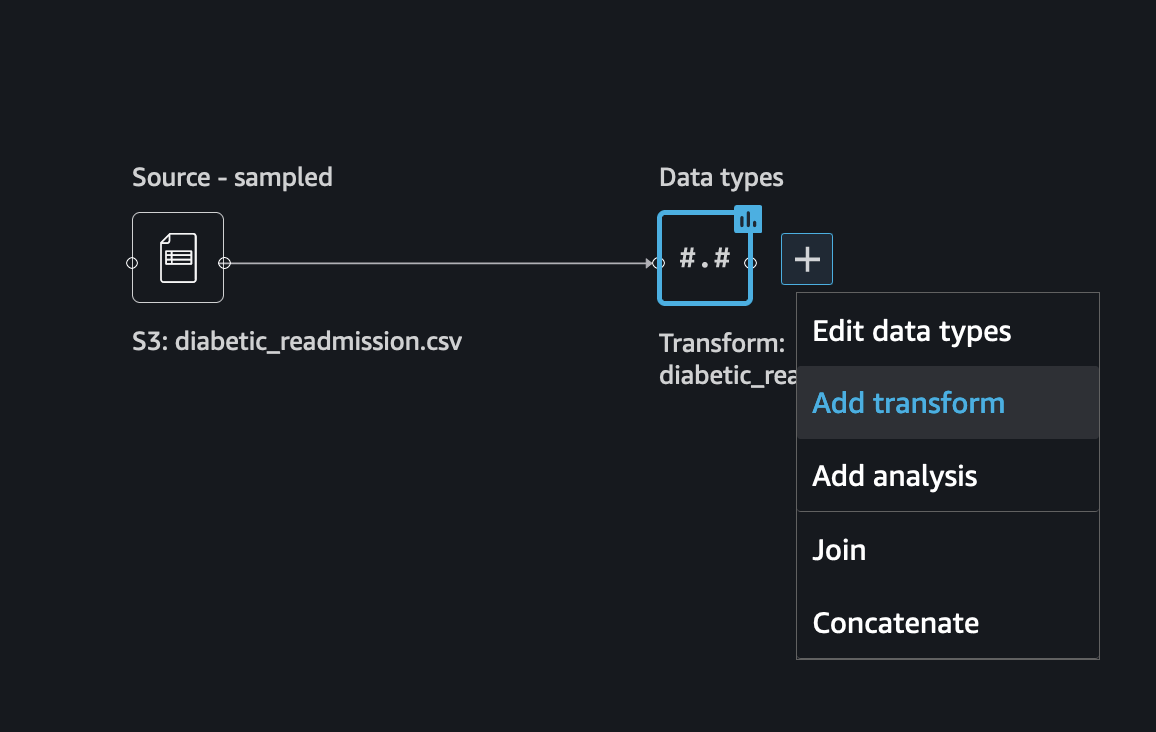 Source - sampled
Data types
#.#
S3: diabetic_readmission.csv
Transform:
diabetic_rea
Edit data types
Add transform
Add analysis
Join
Concatenate